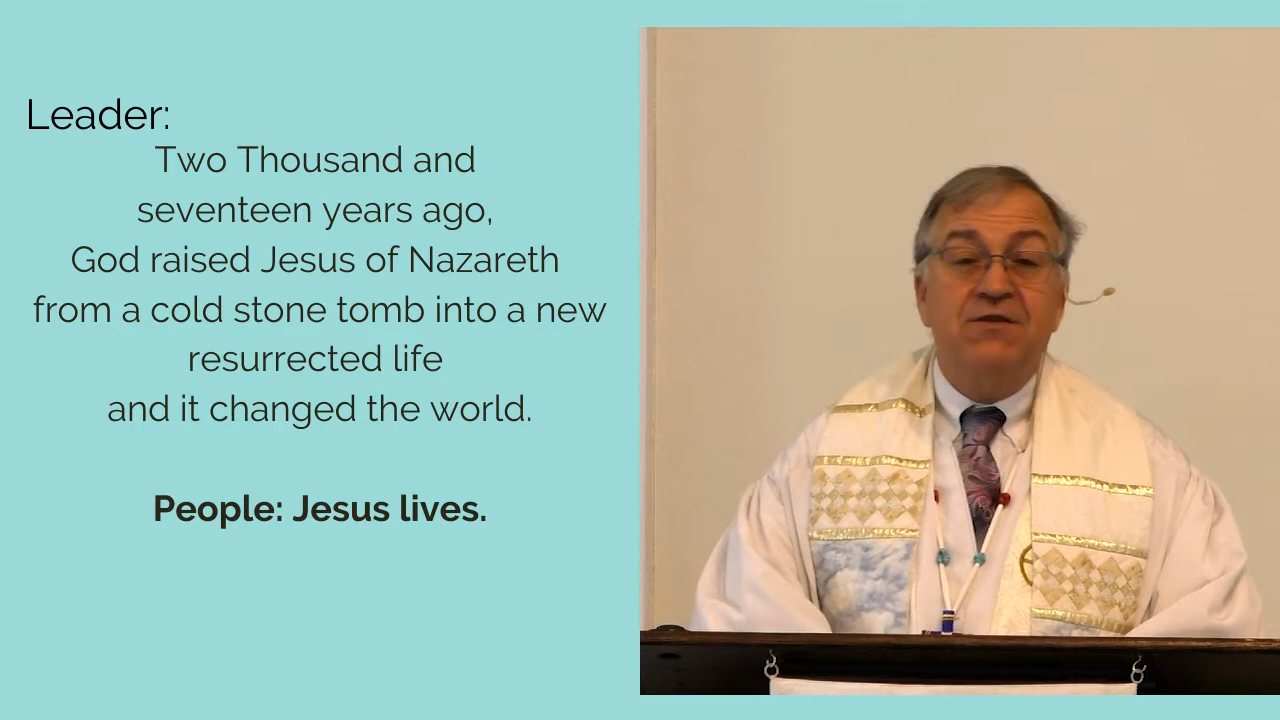 Leader:
Two Thousand and
seventeen years ago,
God raised Jesus of Nazareth
from a cold stone tomb into a new
resurrected life
and it changed the world.
People: Jesus lives.